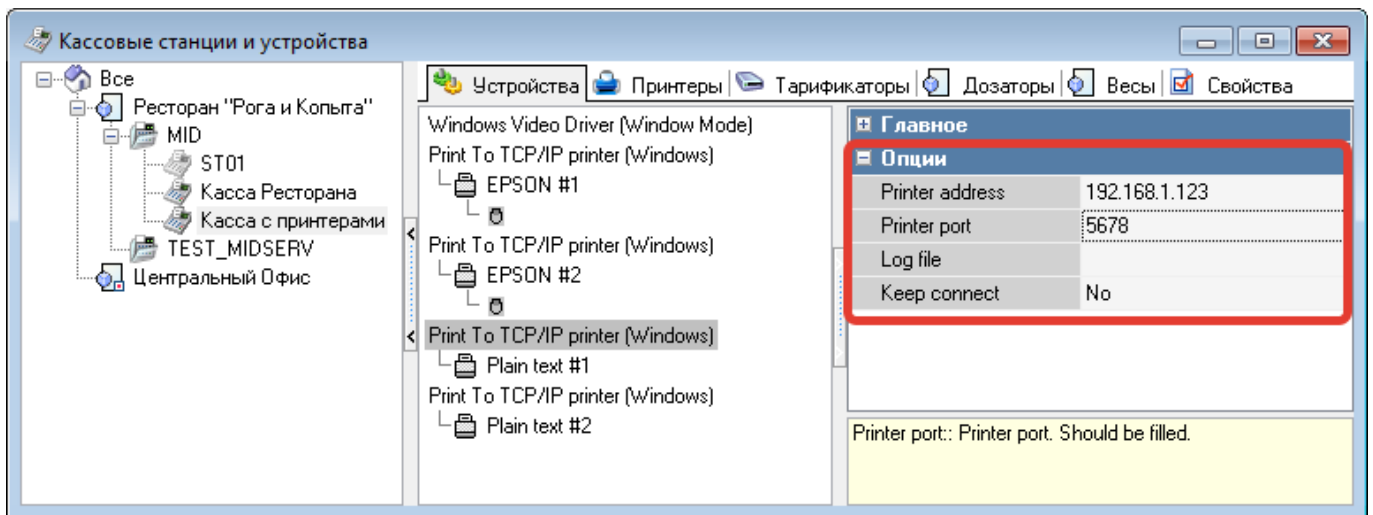 Кассовые станции и устройства
Все
Ресторан "Рога и Копыта"
MID
ST01
Касса Ресторана
Касса с принтерами
TEST_MIDSERV
Центральный Офис
Устройства Принтеры Тарификаторы Дозаторы Весы Свойства
Windows Video Driver (Window Mode)
Print To TCP/IP printer (Windows)
EPSON #1
Print To TCP/IP printer (Windows)
EPSON #2
Print To TCP/IP printer (Windows)
Plain text #1
Print To TCP/IP printer (Windows)
Plain text #2
Главное
Опции
Printer address 192.168.1.123
Printer port 5678
Log file
Keep connect No
Printer port:: Printer port. Should be filled.